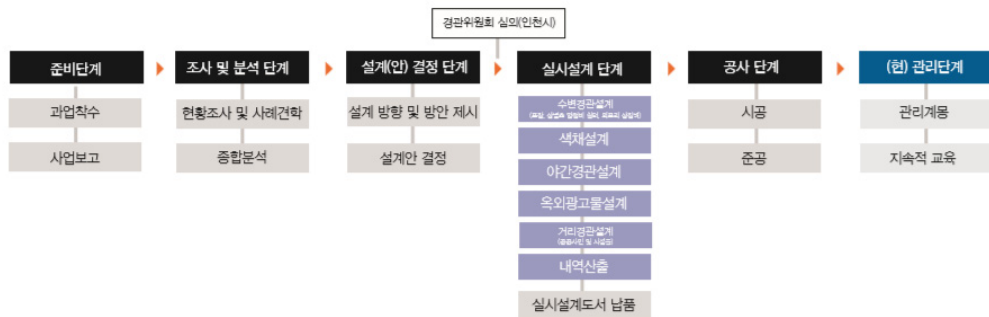 경관위원회 심의(인천시)
준비단계
조사 및 분석 단계
설계(안) 결정 단계
실시설계 단계
공사 단계
(현) 관리단계
과업착수
사업보고
현황조사 및 사례견학
종합분석
설계 방향 및 방안 제시
설계안 결정
수변경관설계
색채설계
야간경관설계
옥외광고물설계
거리경관설계
내역산출
실시설계도서 납품
시공
준공
관리계몽
지속적 교육